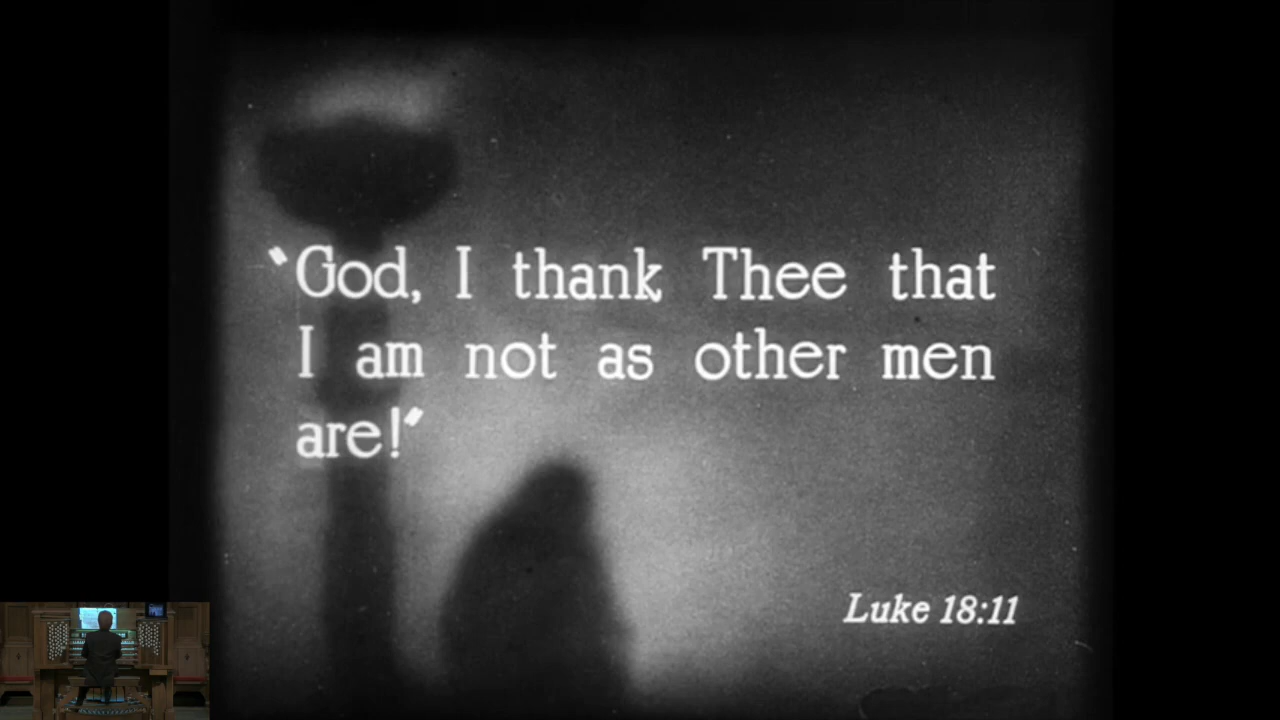 "God, I thank Thee that
I am not as other men
are!"
Luke 18:11